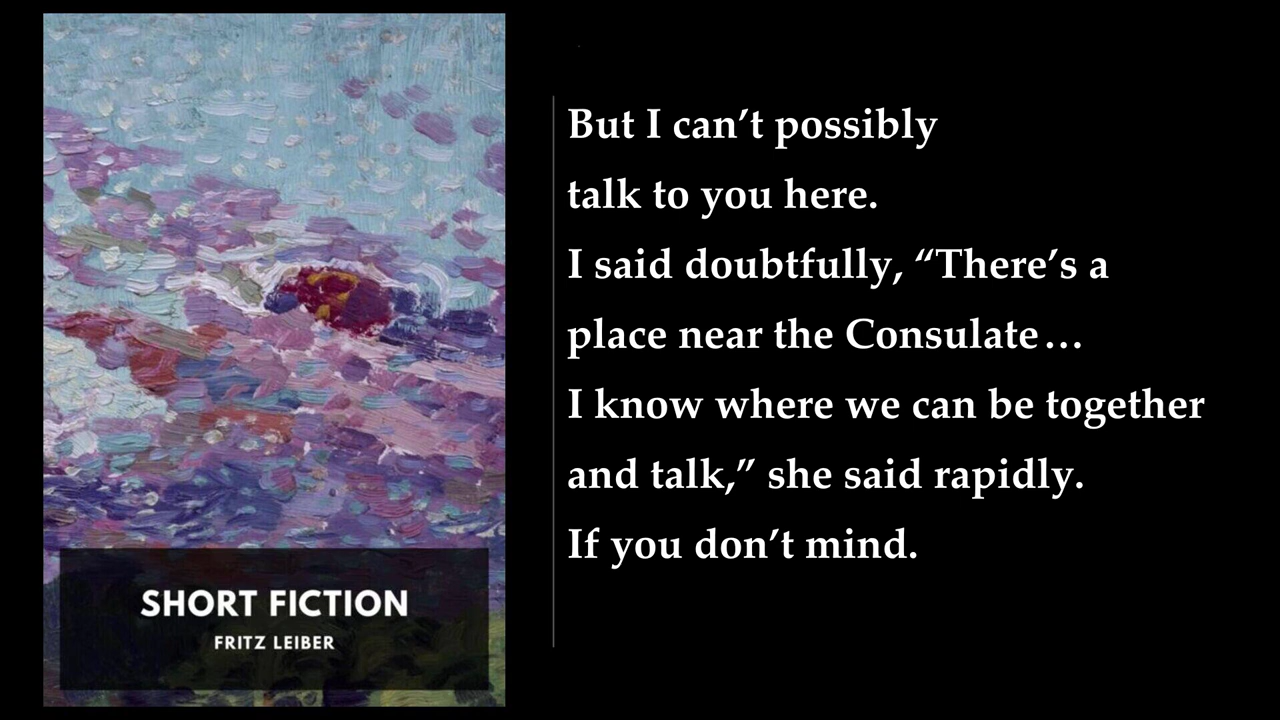 But I can’t possibly
talk to you here.
I said doubtfully, “There’s a
place near the Consulate…
I know where we can be together
and talk,” she said rapidly.
If you don’t mind.
SHORT FICTION
FRITZ LEIBER